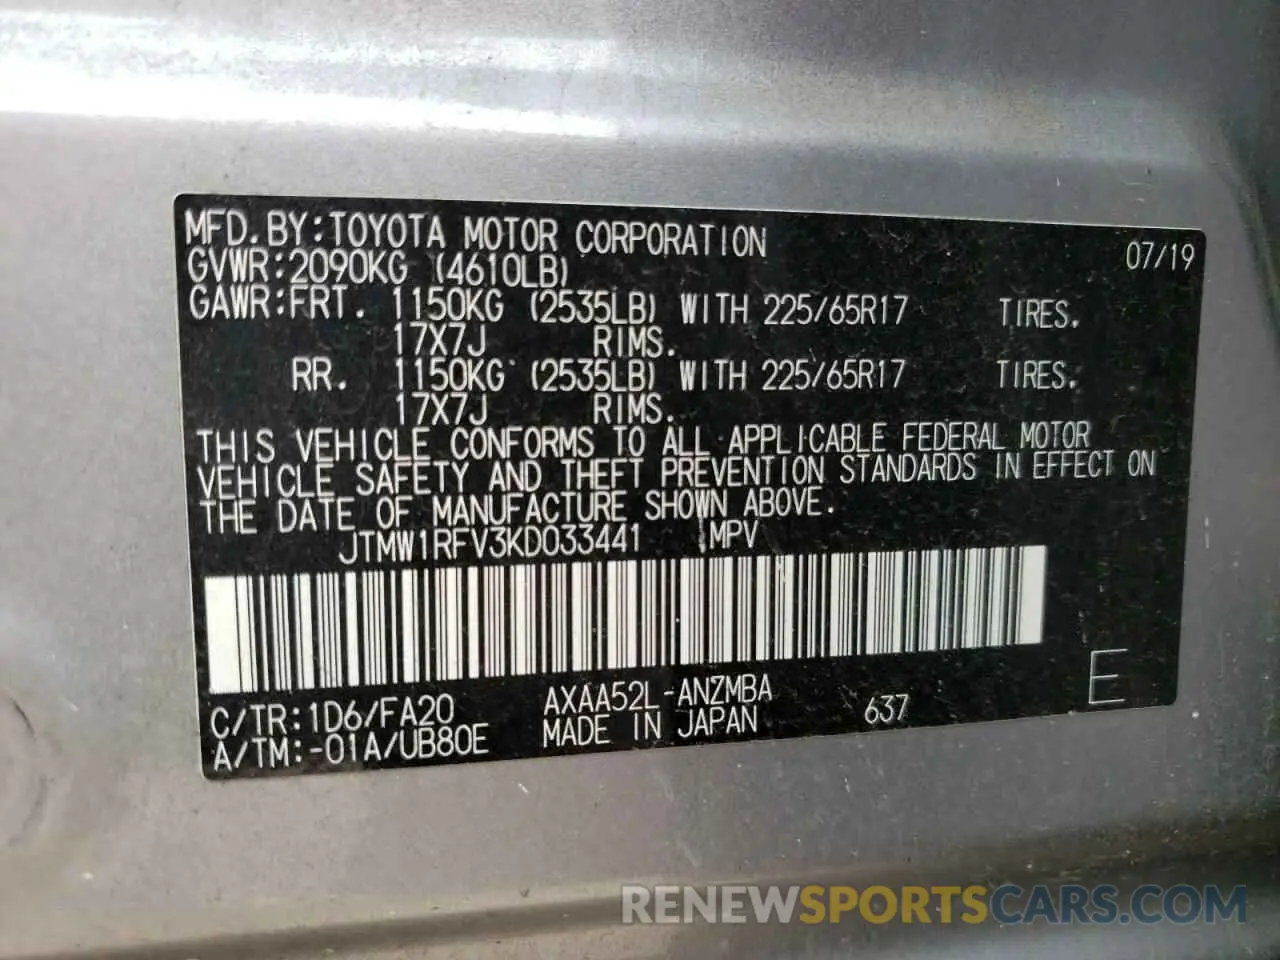 MFD.BY:TOYOTA MOTOR CORPORATION 07/19
GVWR:2090KG (4610LB)
GAWR:FRT. 1150KG (2535LB) WITH 225/65R17 TIRES.
17X7J RIMS.
RR. 1150KG (2535LB) WITH 225/65R17 TIRES.
17X7J RIMS.
THIS VEHICLE CONFORMS TO ALL APPLICABLE FEDERAL MOTOR
VEHICLE SAFETY AND THEFT PREVENTION STANDARDS IN EFFECT ON
THE DATE OF MANUFACTURE SHOWN ABOVE.
JTMW1RFV3KD033441 MPV
C/TR:1D6/FA20 AXAA52L-ANZMBA 637 E
A/TM:-01A/UB80E MADE IN JAPAN
RENEWSPORTSCARS.COM